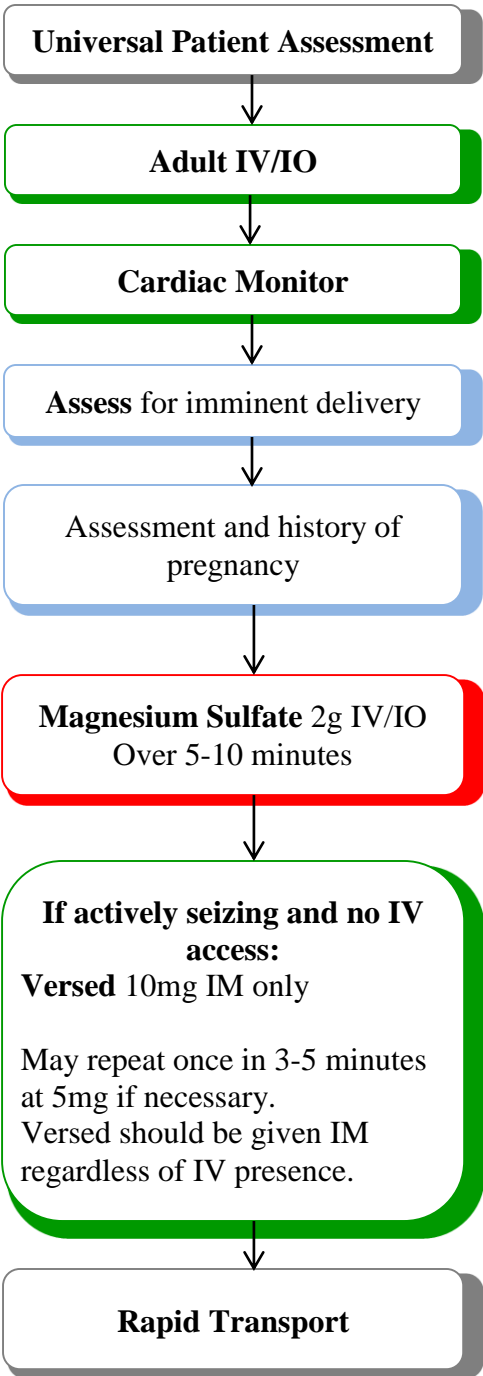 Universal Patient Assessment
Adult IV/IO
Cardiac Monitor
Assess for imminent delivery
Assessment and history of
pregnancy
Magnesium Sulfate 2g IV/IO
Over 5-10 minutes
If actively seizing and no IV
access:
Versed 10mg IM only
May repeat once in 3-5 minutes
at 5mg if necessary.
Versed should be given IM
regardless of IV presence.
Rapid Transport